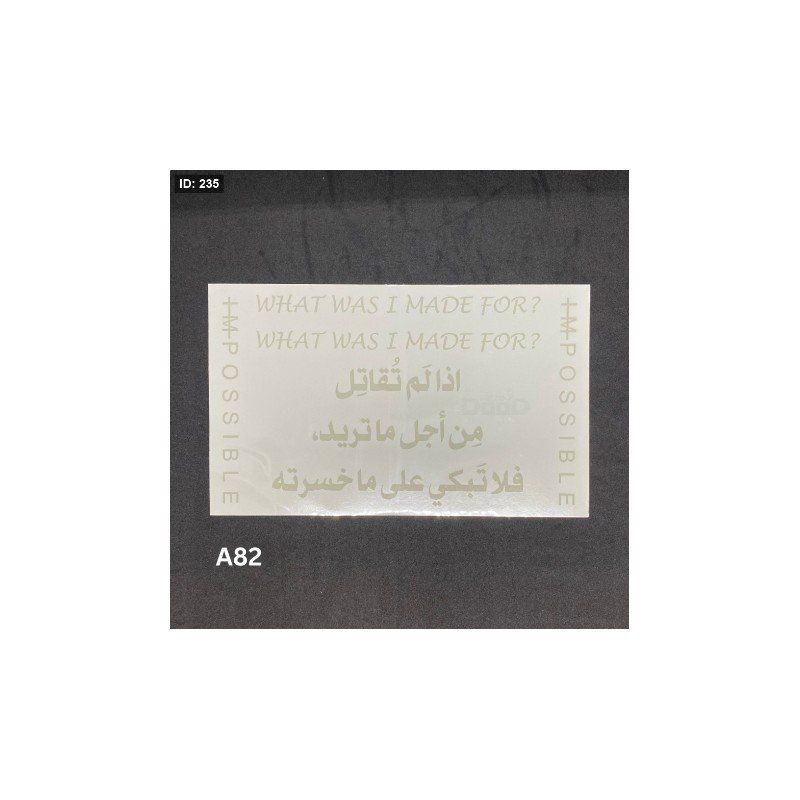 ID: 235
WHAT WAS I MADE FOR?
WHAT WAS I MADE FOR?
IMPOSSIBLE
اذا لَم تُقاتِل
مِن أجل ما تريد،
فلا تَبكي على ما خسرته
IMPOSSIBLE
A82